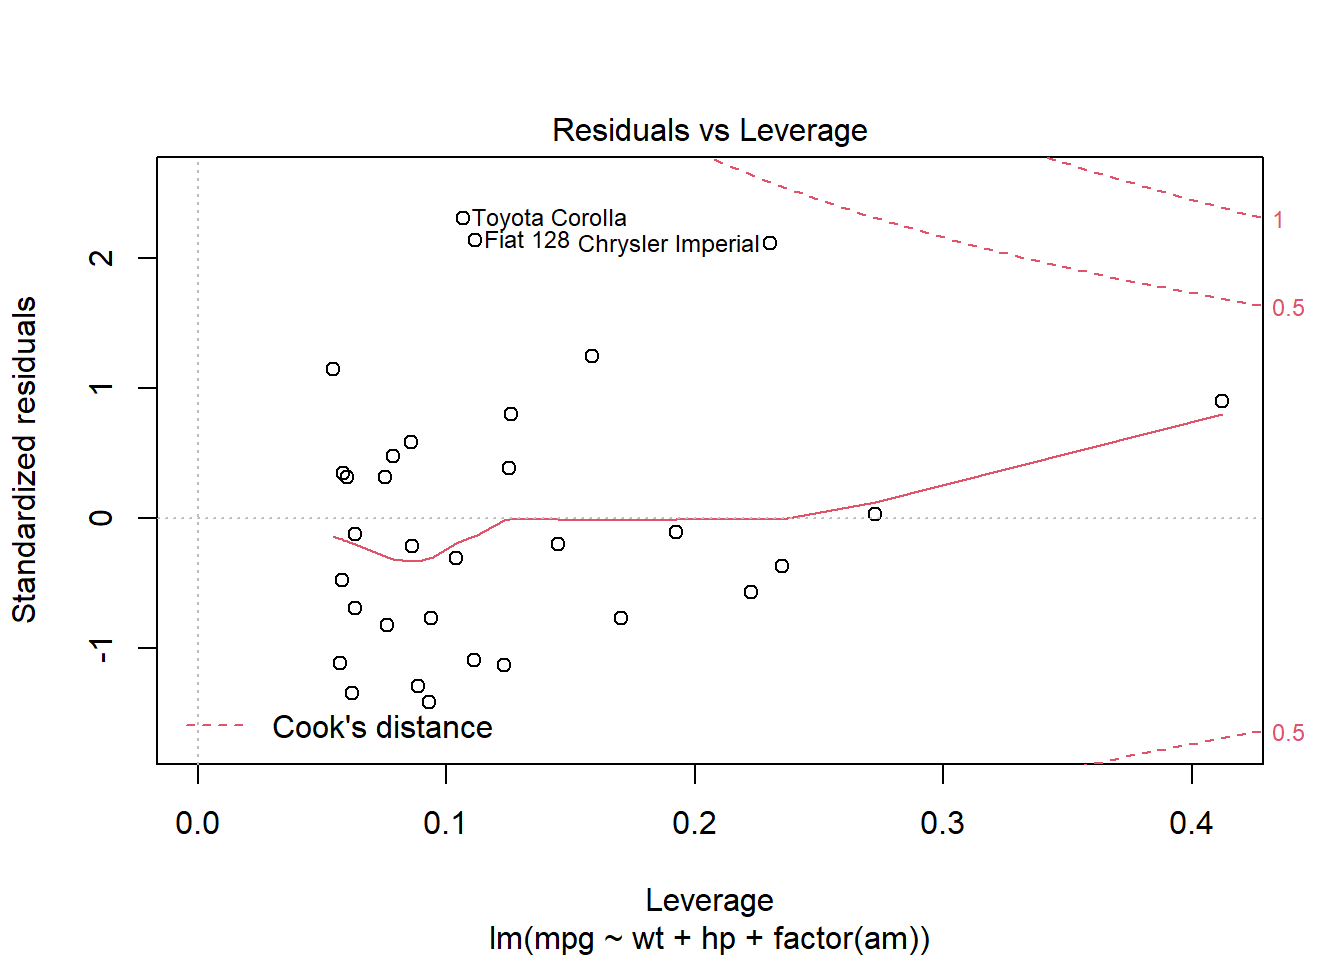 Residuals vs Leverage
Standardized residuals
2
1
0
-1
Toyota Corolla
Fiat 128
Chrysler Imperial
1
0.5
0.5
Cook's distance
0.0 0.1 0.2 0.3 0.4
Leverage
lm(mpg ~ wt + hp + factor(am))